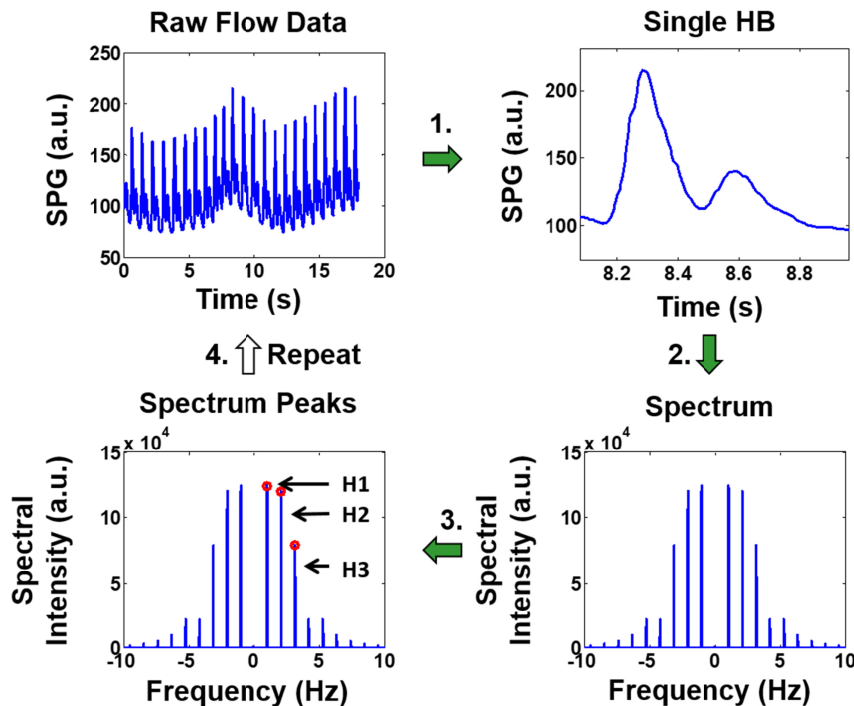 Raw Flow Data
250
200
150
100
50
SPG (a.u.)
0 5 10 15 20
Time (s)
1.
Single HB
200
150
100
SPG (a.u.)
8.2 8.4 8.6 8.8
Time (s)
4. Repeat
2.
Spectrum Peaks
x 10^4
15
10
5
0
Spectral
Intensity (a.u.)
H1
H2
H3
-10 -5 0 5 10
Frequency (Hz)
3.
Spectrum
x 10^4
15
10
5
0
Spectral
Intensity (a.u.)
-10 -5 0 5 10
Frequency (Hz)